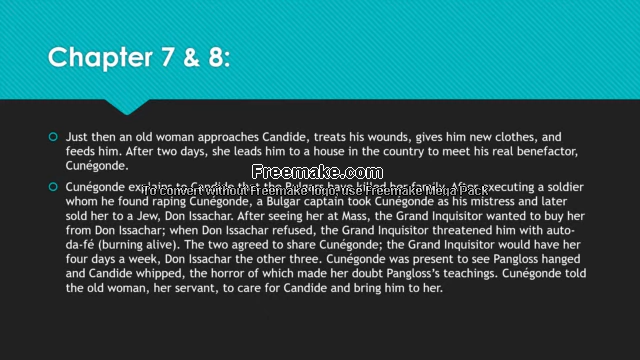 Chapter 7 & 8:
Just then an old woman approaches Candide, treats his wounds, gives him new clothes, and
feeds him. After two days, she leads him to a house in the country to meet his real benefactor,
Cunégonde.
Freemake.com
Cunégonde explains to Candide that the Bulgars have killed her family. After executing a soldier
To convert without Freemake logo, use Freemake Mega Pack
whom he found raping Cunégonde, a Bulgar captain took Cunégonde as his mistress and later
sold her to a Jew, Don Issachar. After seeing her at Mass, the Grand Inquisitor wanted to buy her
from Don Issachar; when Don Issachar refused, the Grand Inquisitor threatened him with auto-
da-fé (burning alive). The two agreed to share Cunégonde; the Grand Inquisitor would have her
four days a week, Don Issachar the other three. Cunégonde was present to see Pangloss hanged
and Candide whipped, the horror of which made her doubt Pangloss’s teachings. Cunégonde told
the old woman, her servant, to care for Candide and bring him to her.